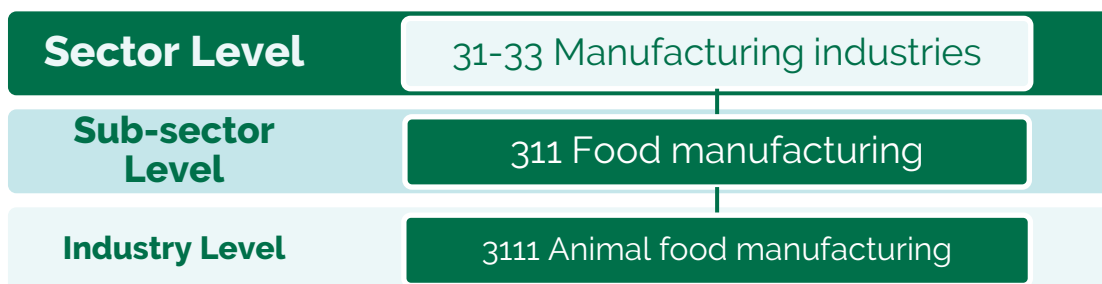 Sector Level
31-33 Manufacturing industries
Sub-sector
Level
311 Food manufacturing
Industry Level
3111 Animal food manufacturing